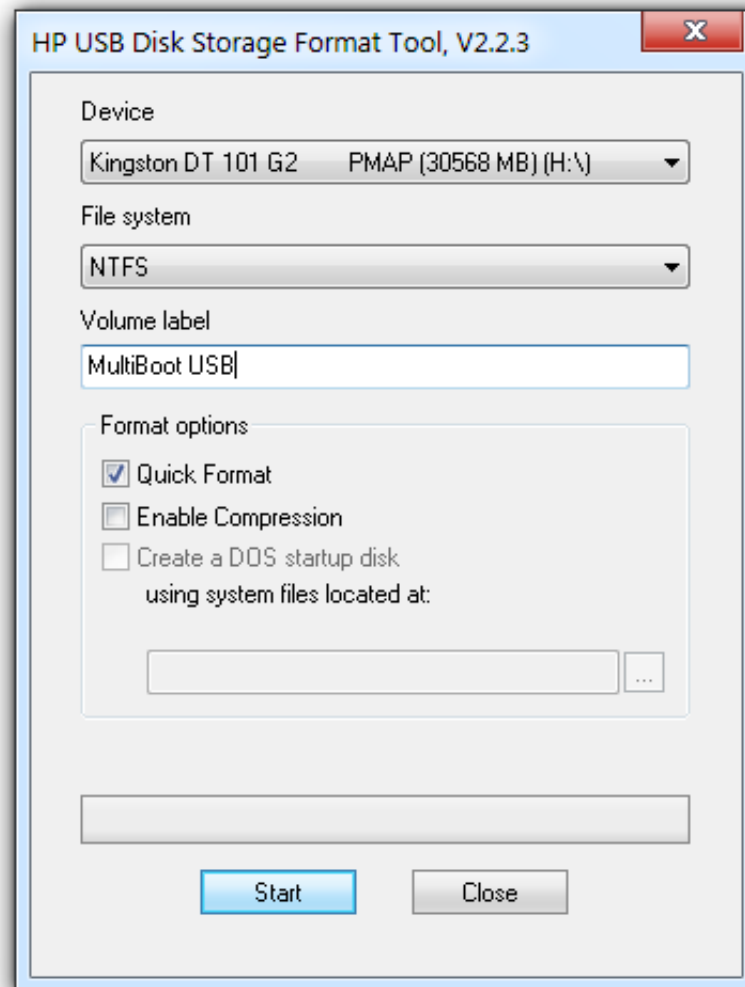 HP USB Disk Storage Format Tool, V2.2.3
X
Device
Kingston DT 101 G2 PMAP (30568 MB) (H:\)
File system
NTFS
Volume label
MultiBoot USB
Format options
Quick Format
Enable Compression
Create a DOS startup disk
using system files located at:
...
Start Close